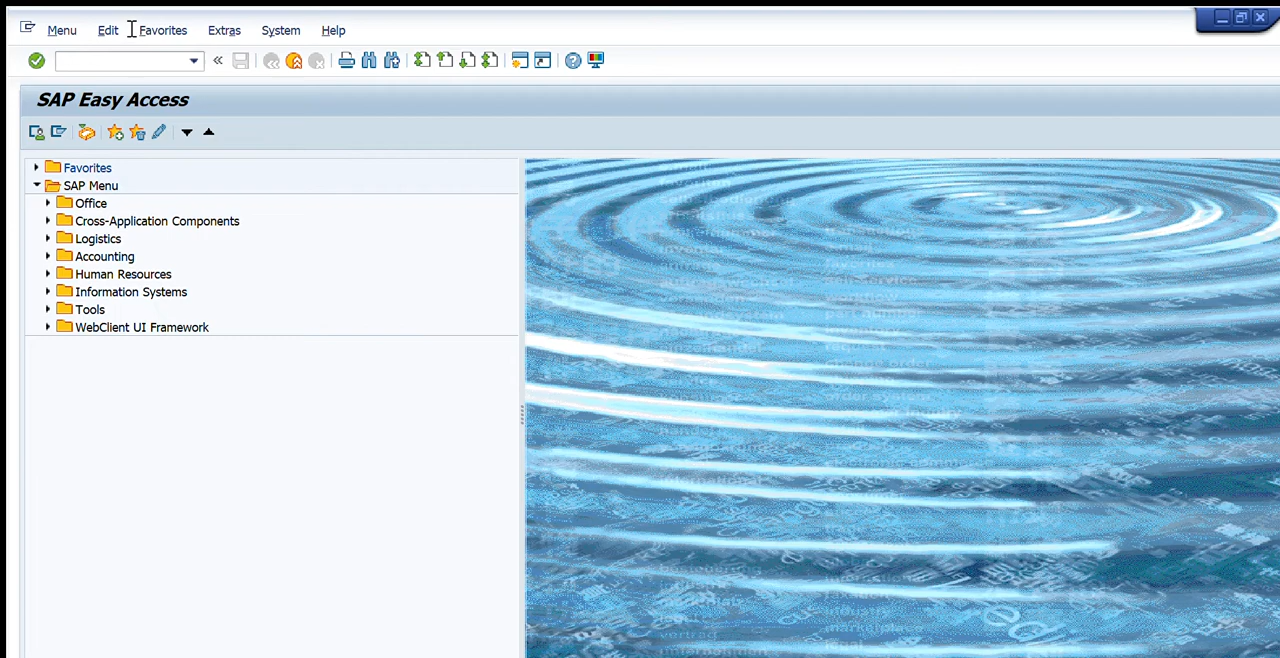 Menu Edit Favorites Extras System Help
SAP Easy Access
Favorites
SAP Menu
Office
Cross-Application Components
Logistics
Accounting
Human Resources
Information Systems
Tools
WebClient UI Framework